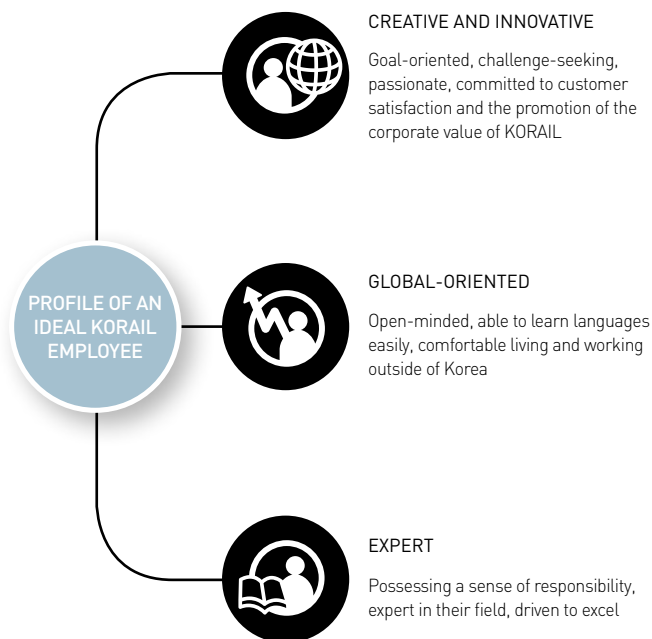 CREATIVE AND INNOVATIVE
Goal-oriented, challenge-seeking,
passionate, committed to customer
satisfaction and the promotion of the
corporate value of KORAIL
PROFILE OF AN
IDEAL KORAIL
EMPLOYEE
GLOBAL-ORIENTED
Open-minded, able to learn languages
easily, comfortable living and working
outside of Korea
EXPERT
Possessing a sense of responsibility,
expert in their field, driven to excel